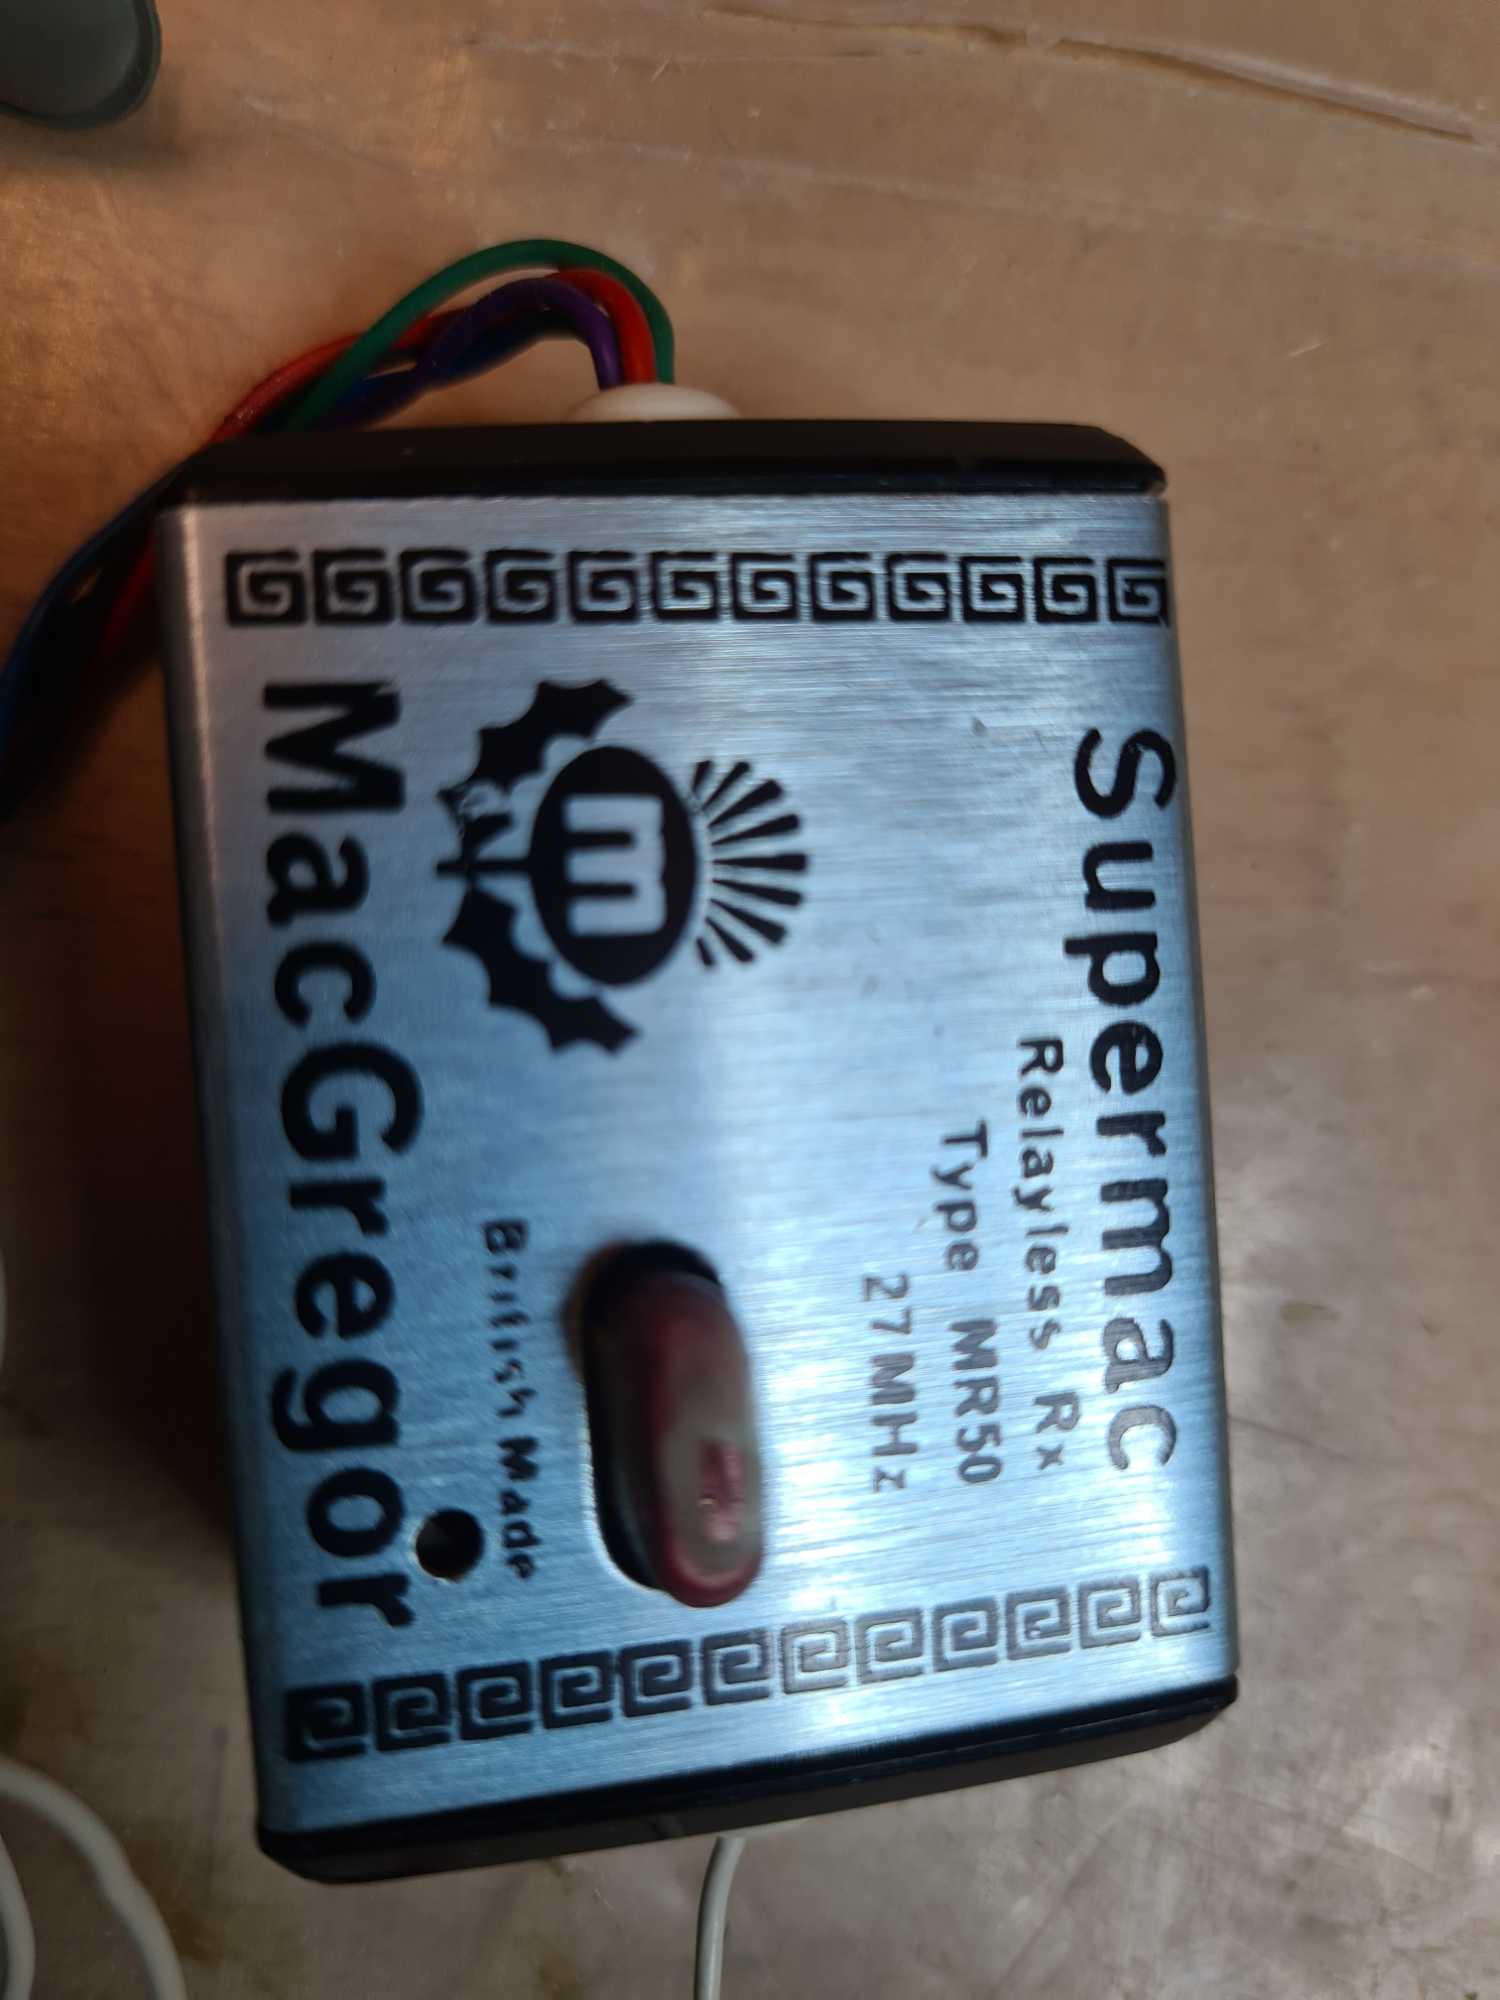 Supermac
Relayless Rx
Type MR50
27 MHz
m
British Made
MacGregor